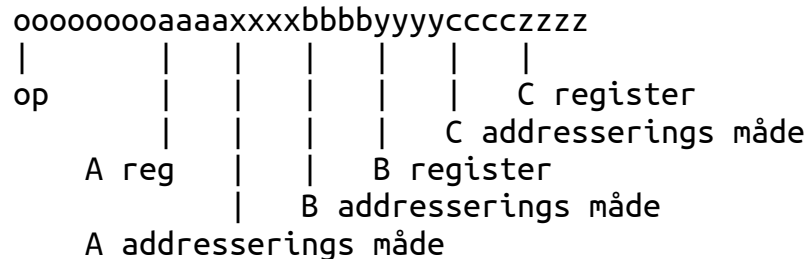 ooooooooaaaaxxxxbbbbyyyycccczzzz
|       |   |   |   |   |   |
op      |   |   |   |   |   C register
        |   |   |   |   C addresserings måde
    A reg   |   |   B register
            |   B addresserings måde
    A addresserings måde